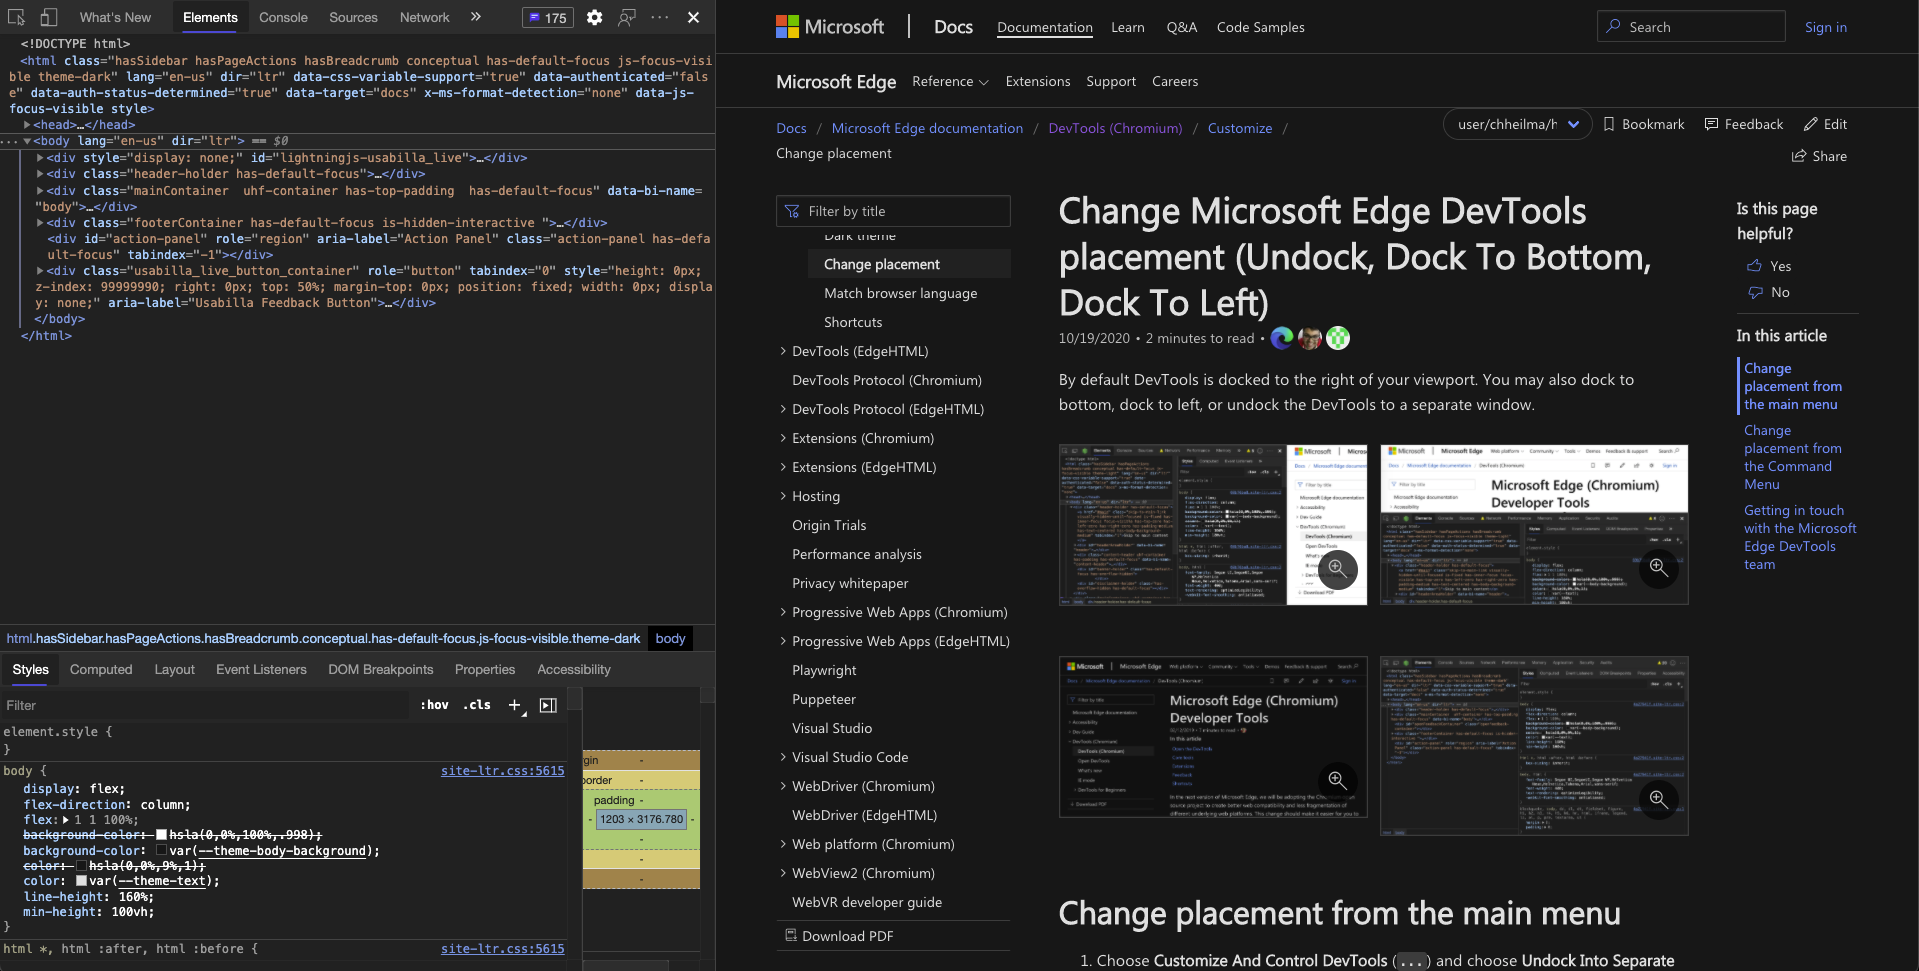 What's New
Elements
Console
Sources
Network
175
<!DOCTYPE html>
<html class="hasSidebar hasPageActions hasBreadcrumb conceptual has-default-focus js-focus-visi
ble theme-dark" lang="en-us" dir="ltr" data-css-variable-support="true" data-authenticated="fals
e" data-auth-status-determined="true" data-target="docs" x-ms-format-detection="none" data-js-
focus-visible style>
<head>…</head>
<body lang="en-us" dir="ltr"> == $0
<div style="display: none;" id="lightningjs-usabilla_live">…</div>
<div class="header-holder has-default-focus">…</div>
<div class="mainContainer  uhf-container has-top-padding  has-default-focus" data-bi-name=
"body">…</div>
<div class="footerContainer has-default-focus is-hidden-interactive ">…</div>
<div id="action-panel" role="region" aria-label="Action Panel" class="action-panel has-defa
ult-focus" tabindex="-1"></div>
<div class="usabilla_live_button_container" role="button" tabindex="0" style="height: 0px;
z-index: 99999990; right: 0px; top: 50%; margin-top: 0px; position: fixed; width: 0px; displa
y: none;" aria-label="Usabilla Feedback Button">…</div>
</body>
</html>
html.hasSidebar.hasPageActions.hasBreadcrumb.conceptual.has-default-focus.js-focus-visible.theme-dark body
Styles
Computed
Layout
Event Listeners
DOM Breakpoints
Properties
Accessibility
Filter
:hov .cls +
element.style {
}
body { site-ltr.css:5615
display: flex;
flex-direction: column;
flex: 1 1 100%;
background-color: hsla(0,0%,100%,.998);
background-color: var(--theme-body-background);
color: hsla(0,0%,9%,1);
color: var(--theme-text);
line-height: 160%;
min-height: 100vh;
}
html *, html :after, html :before { site-ltr.css:5615
gin -
border -
padding -
- 1203 × 3176.780 -
-
-
-
Microsoft
Docs
Documentation
Learn
Q&A
Code Samples
Search
Sign in
Microsoft Edge
Reference
Extensions
Support
Careers
Docs / Microsoft Edge documentation / DevTools (Chromium) / Customize /
Change placement
user/chheilma/h
Bookmark
Feedback
Edit
Share
Filter by title
Dark theme
Change placement
Match browser language
Shortcuts
DevTools (EdgeHTML)
DevTools Protocol (Chromium)
DevTools Protocol (EdgeHTML)
Extensions (Chromium)
Extensions (EdgeHTML)
Hosting
Origin Trials
Performance analysis
Privacy whitepaper
Progressive Web Apps (Chromium)
Progressive Web Apps (EdgeHTML)
Playwright
Puppeteer
Visual Studio
Visual Studio Code
WebDriver (Chromium)
WebDriver (EdgeHTML)
Web platform (Chromium)
WebView2 (Chromium)
WebVR developer guide
Download PDF
Change Microsoft Edge DevTools
placement (Undock, Dock To Bottom,
Dock To Left)
10/19/2020 • 2 minutes to read •
By default DevTools is docked to the right of your viewport. You may also dock to
bottom, dock to left, or undock the DevTools to a separate window.
Microsoft
Microsoft Edge (Chromium)
Developer Tools
Microsoft Edge (Chromium)
Developer Tools
Change placement from the main menu
1. Choose Customize And Control DevTools (...) and choose Undock Into Separate
Is this page
helpful?
Yes
No
In this article
Change
placement from
the main menu
Change
placement from
the Command
Menu
Getting in touch
with the Microsoft
Edge DevTools
team